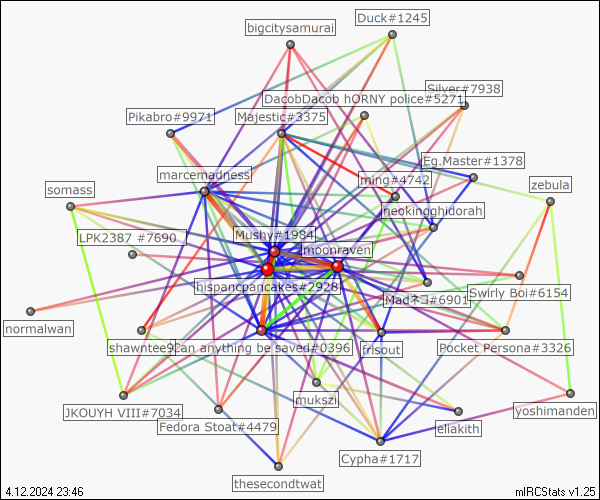 Duck#1245
bigcitysamurai
Silver#7938
DacobDacob hORNY police#5271
Pikabro#9971
Majestic#3375
Eg.Master#1378
marcemadness
ming#4742
somass
zebula
neokingghidorah
Mushy#1984
LPK2387 #7690
moonraven
hispancpancakes#2928
Swirly Boi#6154
Madネコ#6901
normalwan
shawntee9
can anything be saved#0396
frisout
Pocket Persona#3326
mukszi
JKOUYH VIII#7034
eliakith
yoshimanden
Fedora Stoat#4479
Cypha#1717
thesecondtwat
4.12.2024 23:46
mIRCStats v1.25